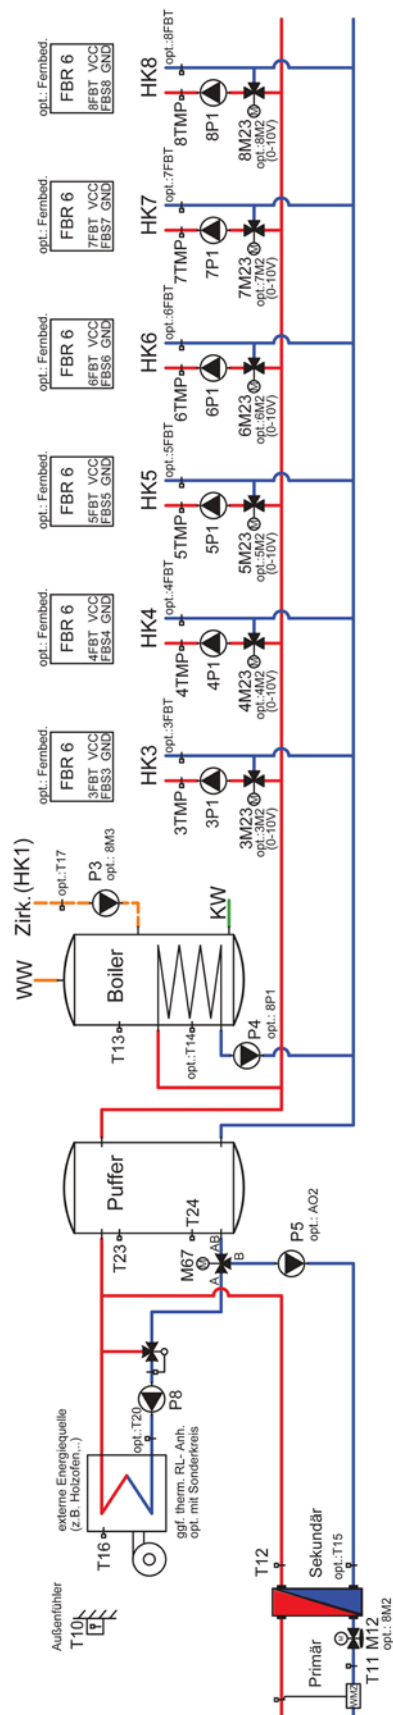 Außenfühler
T10
Primär
WMZ
T11 M12
opt.: 8M2
M
Sekundär
T12
opt.:T15
externe Energiequelle
(z.B. Holzofen,..)
T16
opt.:T20
P8
ggf. therm. RL- Anh.
opt. mit Sonderkreis
M67
M
A
AB
B
P5
opt.: AO2
Puffer
T23
T24
WW
Zirk.(HK1)
opt.:T17
P3
opt.: 8M3
Boiler
T13
opt.:T14
KW
P4
opt.: 8P1
opt.: Fernbed.
FBR 6
3FBT VCC
FBS3 GND
HK3
opt.:3FBT
3TMP
3P1
M
3M23
opt.:3M2
(0-10V)
opt.: Fernbed.
FBR 6
4FBT VCC
FBS4 GND
HK4
opt.:4FBT
4TMP
4P1
M
4M23
opt.:4M2
(0-10V)
opt.: Fernbed.
FBR 6
5FBT VCC
FBS5 GND
HK5
opt.:5FBT
5TMP
5P1
M
5M23
opt.:5M2
(0-10V)
opt.: Fernbed.
FBR 6
6FBT VCC
FBS6 GND
HK6
opt.:6FBT
6TMP
6P1
M
6M23
opt.:6M2
(0-10V)
opt.: Fernbed.
FBR 6
7FBT VCC
FBS7 GND
HK7
opt.:7FBT
7TMP
7P1
M
7M23
opt.:7M2
(0-10V)
opt.: Fernbed.
FBR 6
8FBT VCC
FBS8 GND
HK8
opt.:8FBT
8TMP
8P1
M
8M23
opt.:8M2
(0-10V)